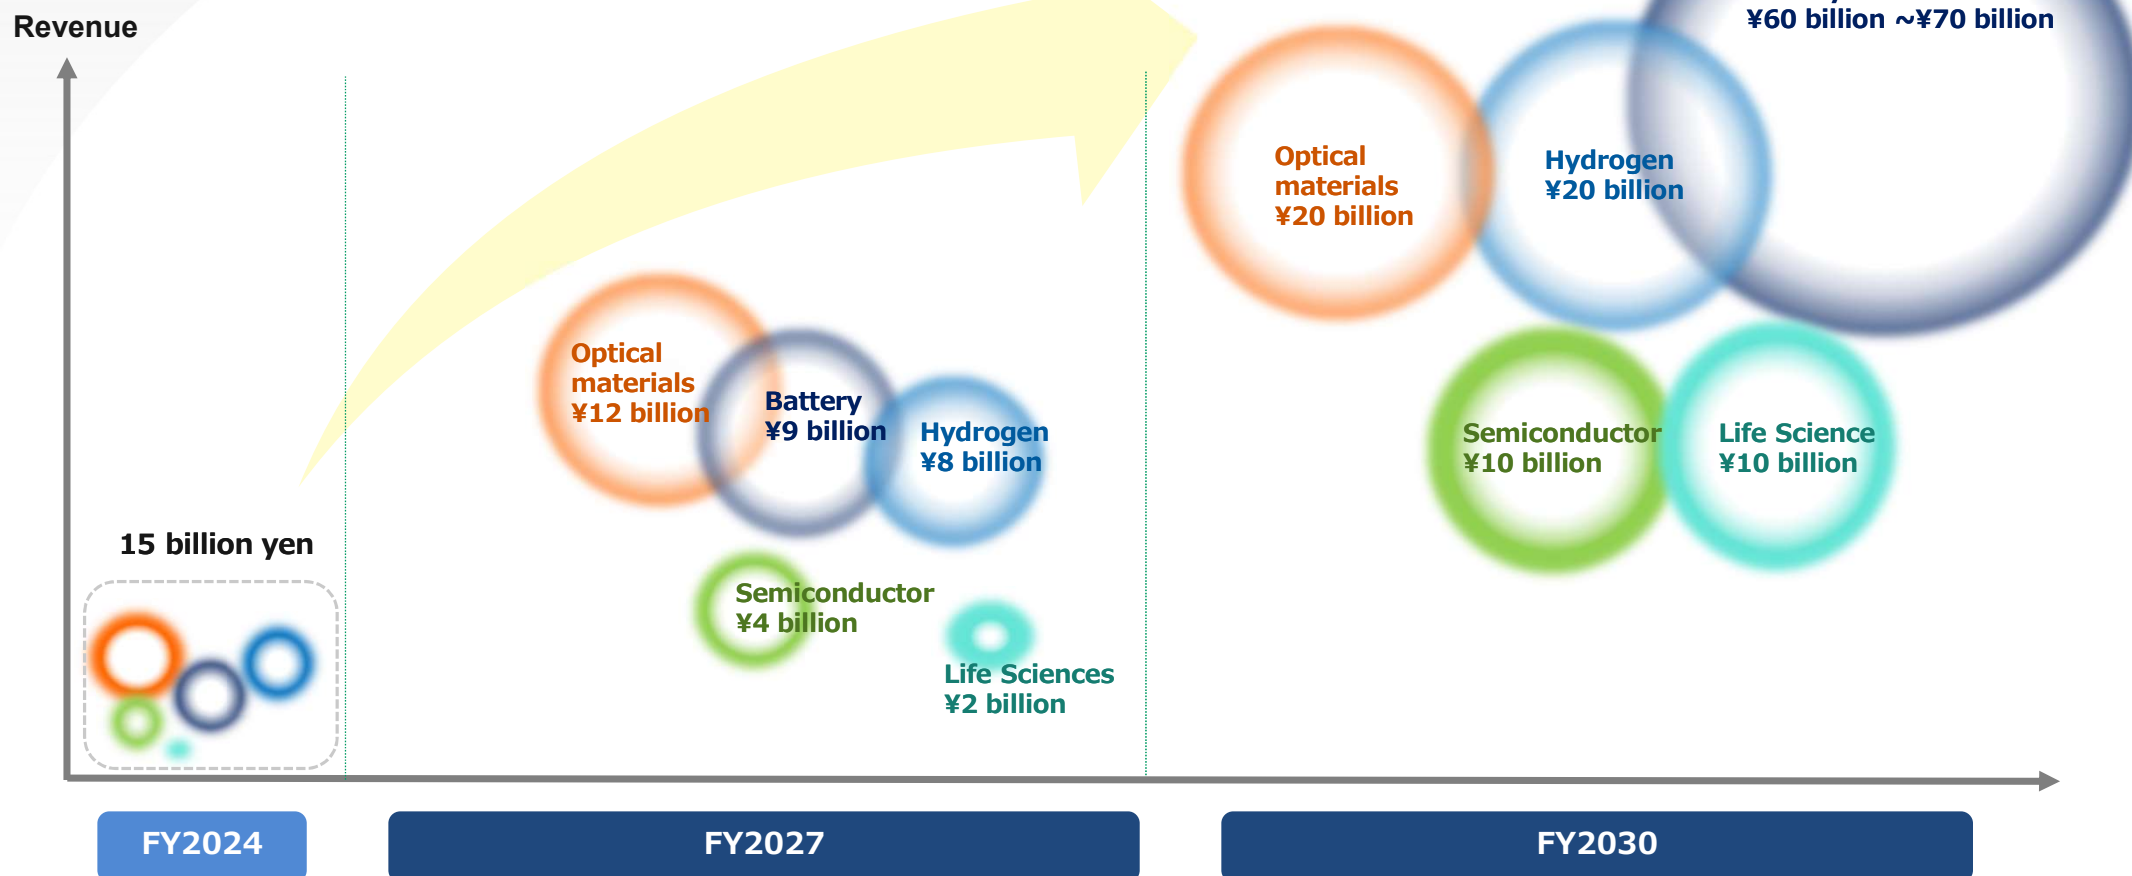 Revenue
¥60 billion ~¥70 billion
Optical
materials
¥20 billion
Hydrogen
¥20 billion
Optical
materials
¥12 billion
Battery
¥9 billion
Hydrogen
¥8 billion
Semiconductor
¥10 billion
Life Science
¥10 billion
15 billion yen
Semiconductor
¥4 billion
Life Sciences
¥2 billion
FY2024
FY2027
FY2030